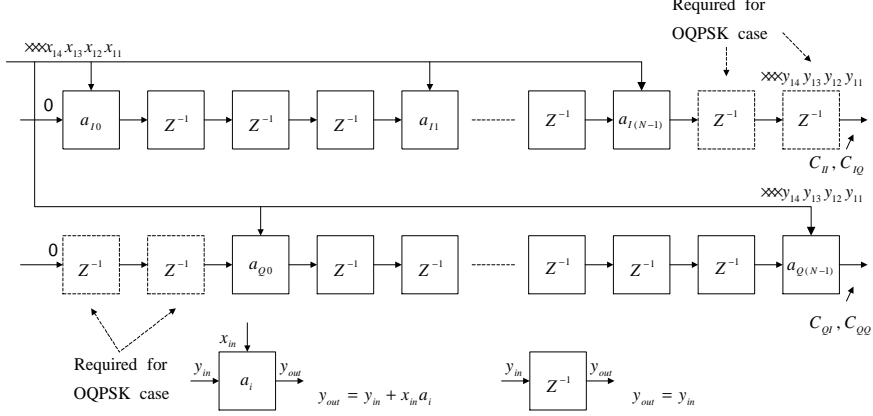 Required for
OQPSK case
x14 x13 x12 x11
y14 y13 y12 y11
0
aI0
Z⁻¹
Z⁻¹
Z⁻¹
aI1
Z⁻¹
aI(N−1)
Z⁻¹
Z⁻¹
CII , CIQ
y14 y13 y12 y11
0
Z⁻¹
Z⁻¹
aQ0
Z⁻¹
Z⁻¹
Z⁻¹
Z⁻¹
Z⁻¹
aQ(N−1)
CQI , CQQ
Required for
OQPSK case
xin
yin
ai
yout
yout = yin + xin ai
yin
Z⁻¹
yout
yout = yin